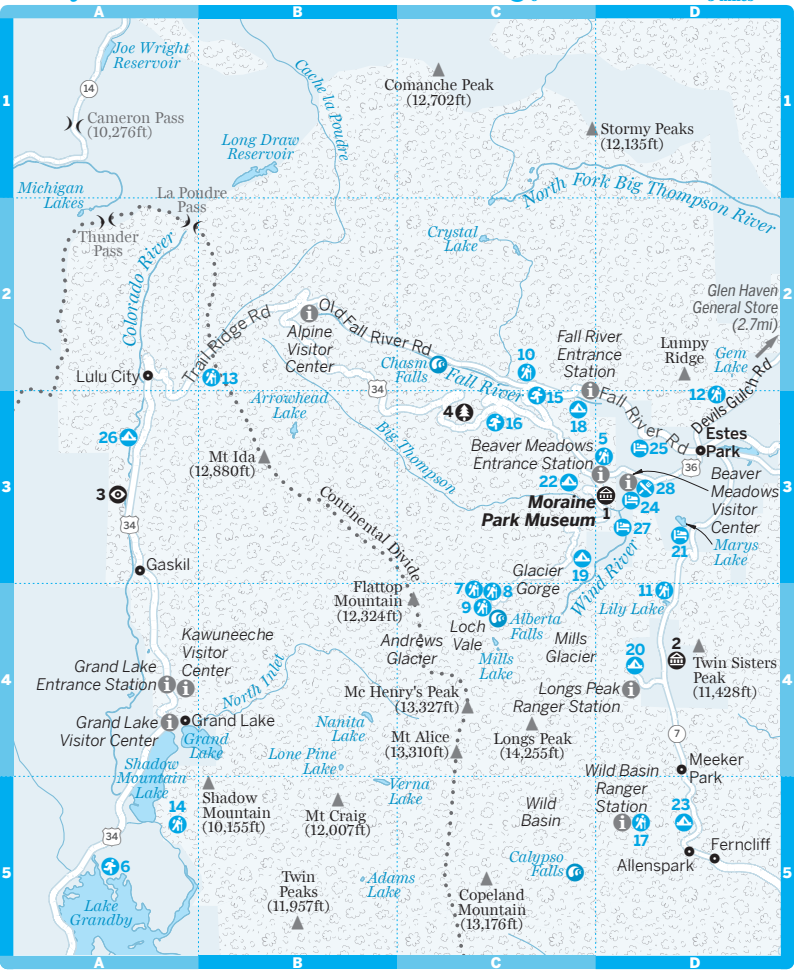 A
B
C
D
Joe Wright
Reservoir
14
Comanche Peak
(12,702ft)
Cache la Poudre
1
1
Cameron Pass
(10,276ft)
Stormy Peaks
(12,135ft)
Long Draw
Reservoir
Michigan
Lakes
La Poudre
Pass
North Fork Big Thompson River
Thunder
Pass
Crystal
Lake
Colorado River
2
2
Glen Haven
General Store
(2.7mi)
Trail Ridge Rd
Old Fall River Rd
Alpine
Visitor
Center
Fall River
Entrance
Station
Lumpy
Ridge
Gem
Lake
Chasm
Falls
10
Lulu City
13
Fall River
34
15
12
Devils Gulch Rd
Arrowhead
Lake
4
18
Fall River Rd
16
26
Big Thompson
5
25
Estes
Park
Beaver Meadows
Entrance Station
36
Mt Ida
(12,880ft)
22
Beaver
Meadows
Visitor
Center
3
3
3
28
Continental Divide
Moraine
Park Museum
1
24
34
27
21
Marys
Lake
Gaskil
19
Glacier
Gorge
Wind River
Flattop
Mountain
(12,324ft)
7
8
9
11
Lily Lake
Alberta
Falls
Loch
Vale
Kawuneeche
Visitor
Center
Andrews
Glacier
Mills
Glacier
20
2
Mills
Lake
Twin Sisters
Peak
(11,428ft)
Grand Lake
Entrance Station
4
4
North Inlet
Mc Henry's Peak
(13,327ft)
Longs Peak
Ranger Station
Grand Lake
Visitor Center
Grand Lake
Nanita
Lake
Grand
Lake
Mt Alice
(13,310ft)
Longs Peak
(14,255ft)
7
Lone Pine
Lake
Shadow
Mountain
Lake
Meeker
Park
Wild Basin
Ranger
Station
Verna
Lake
14
Shadow
Mountain
(10,155ft)
Mt Craig
(12,007ft)
Wild
Basin
23
17
34
Ferncliff
Allenspark
6
5
5
Calypso
Falls
Twin
Peaks
(11,957ft)
Adams
Lake
Copeland
Mountain
(13,176ft)
Lake
Grandby
A
B
C
D